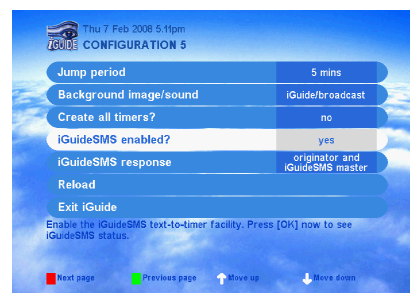 Thu 7 Feb 2008 5.11pm
iGUIDE CONFIGURATION 5
Jump period 5 mins
Background image/sound iGuide/broadcast
Create all timers? no
iGuideSMS enabled? yes
iGuideSMS response originator and
iGuideSMS master
Reload
Exit iGuide
Enable the iGuideSMS text-to-timer facility. Press [OK] now to see
iGuideSMS status.
Next page Previous page Move up Move down